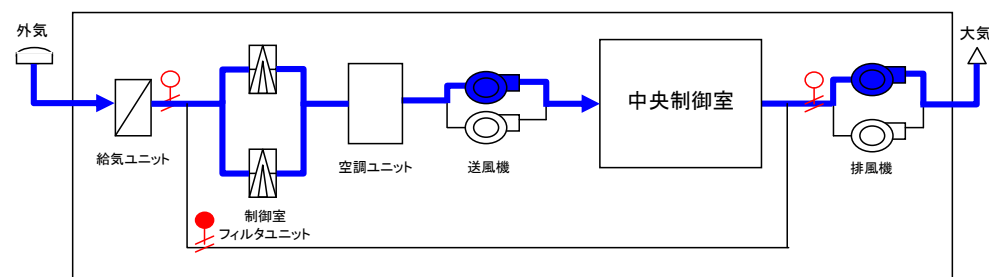 外気
大気
中央制御室
給気ユニット
空調ユニット
送風機
排風機
制御室
フィルタユニット